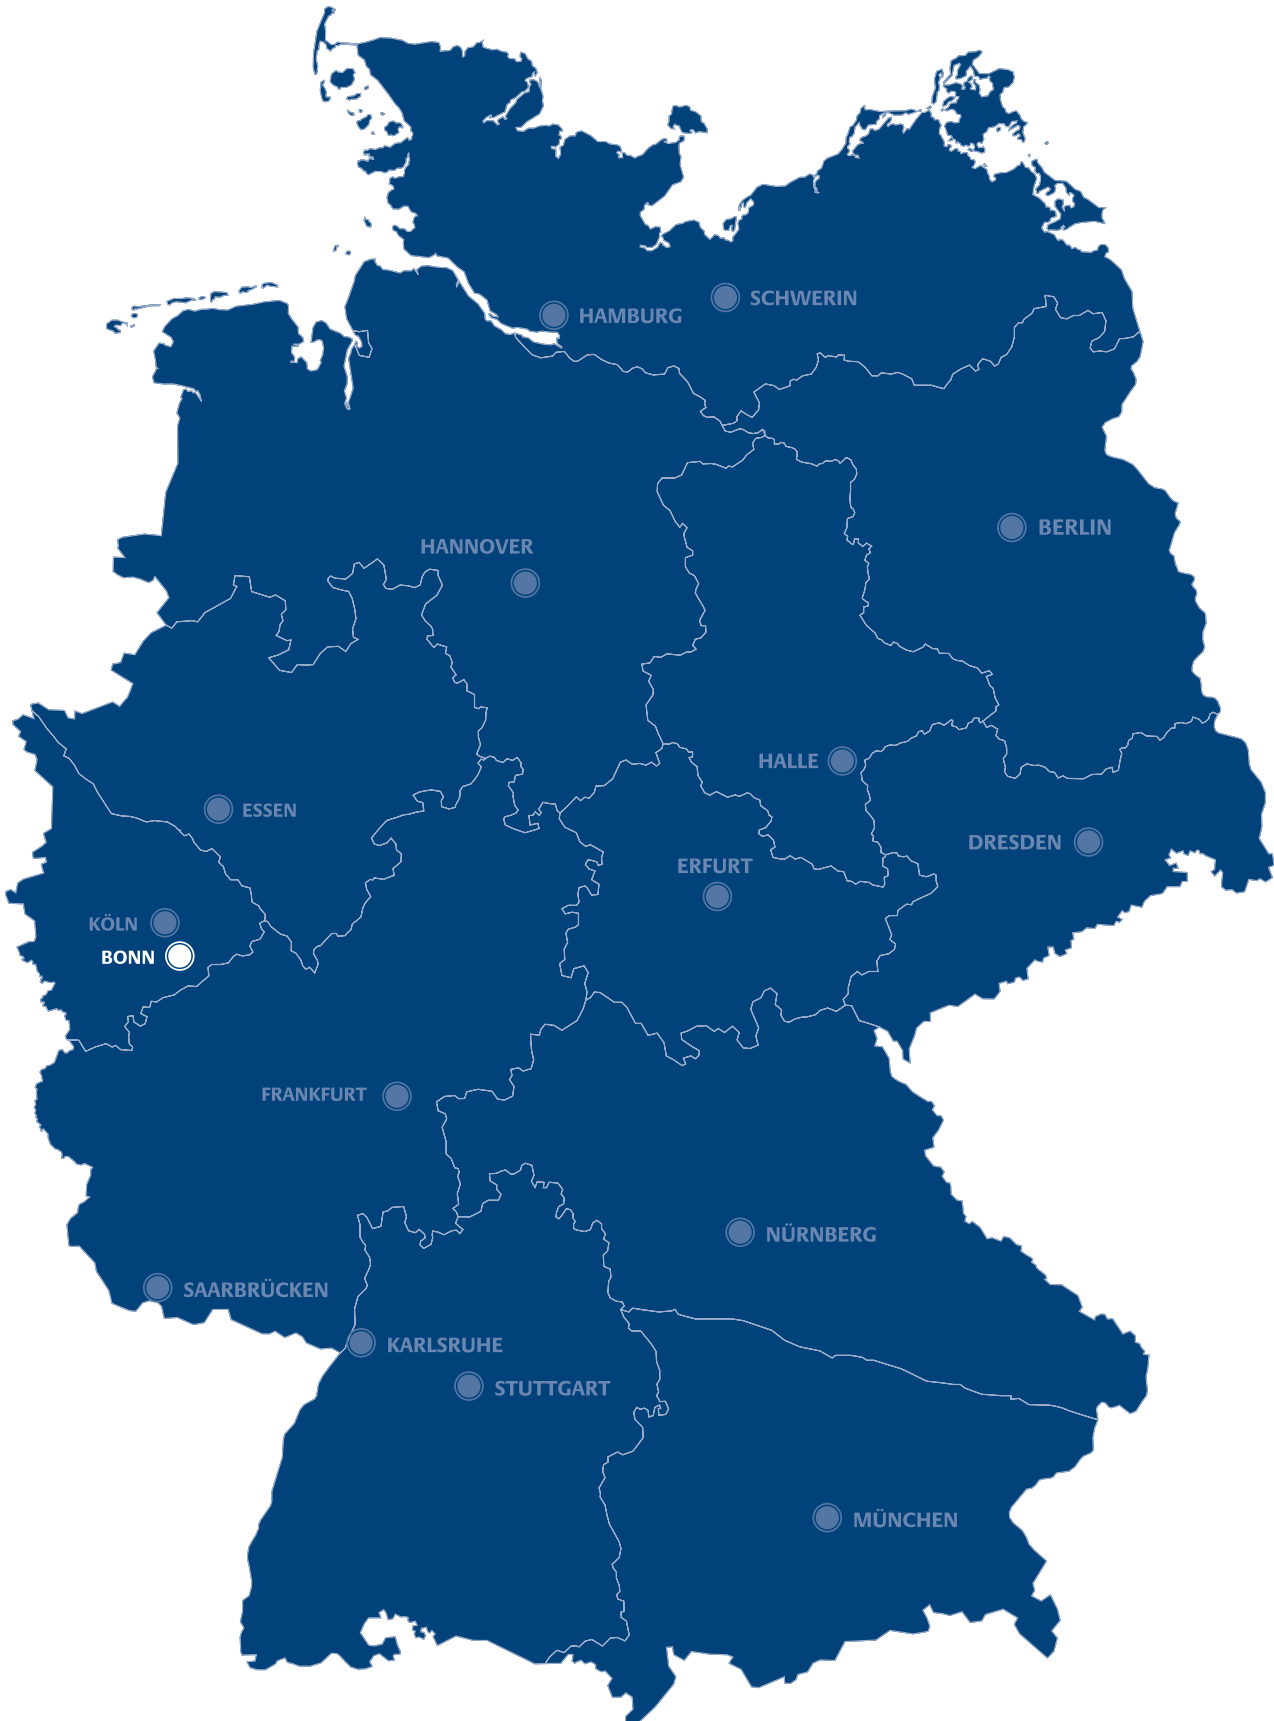 SCHWERIN
HAMBURG
BERLIN
HANNOVER
HALLE
ESSEN
DRESDEN
ERFURT
KÖLN
BONN
FRANKFURT
NÜRNBERG
SAARBRÜCKEN
KARLSRUHE
STUTTGART
MÜNCHEN